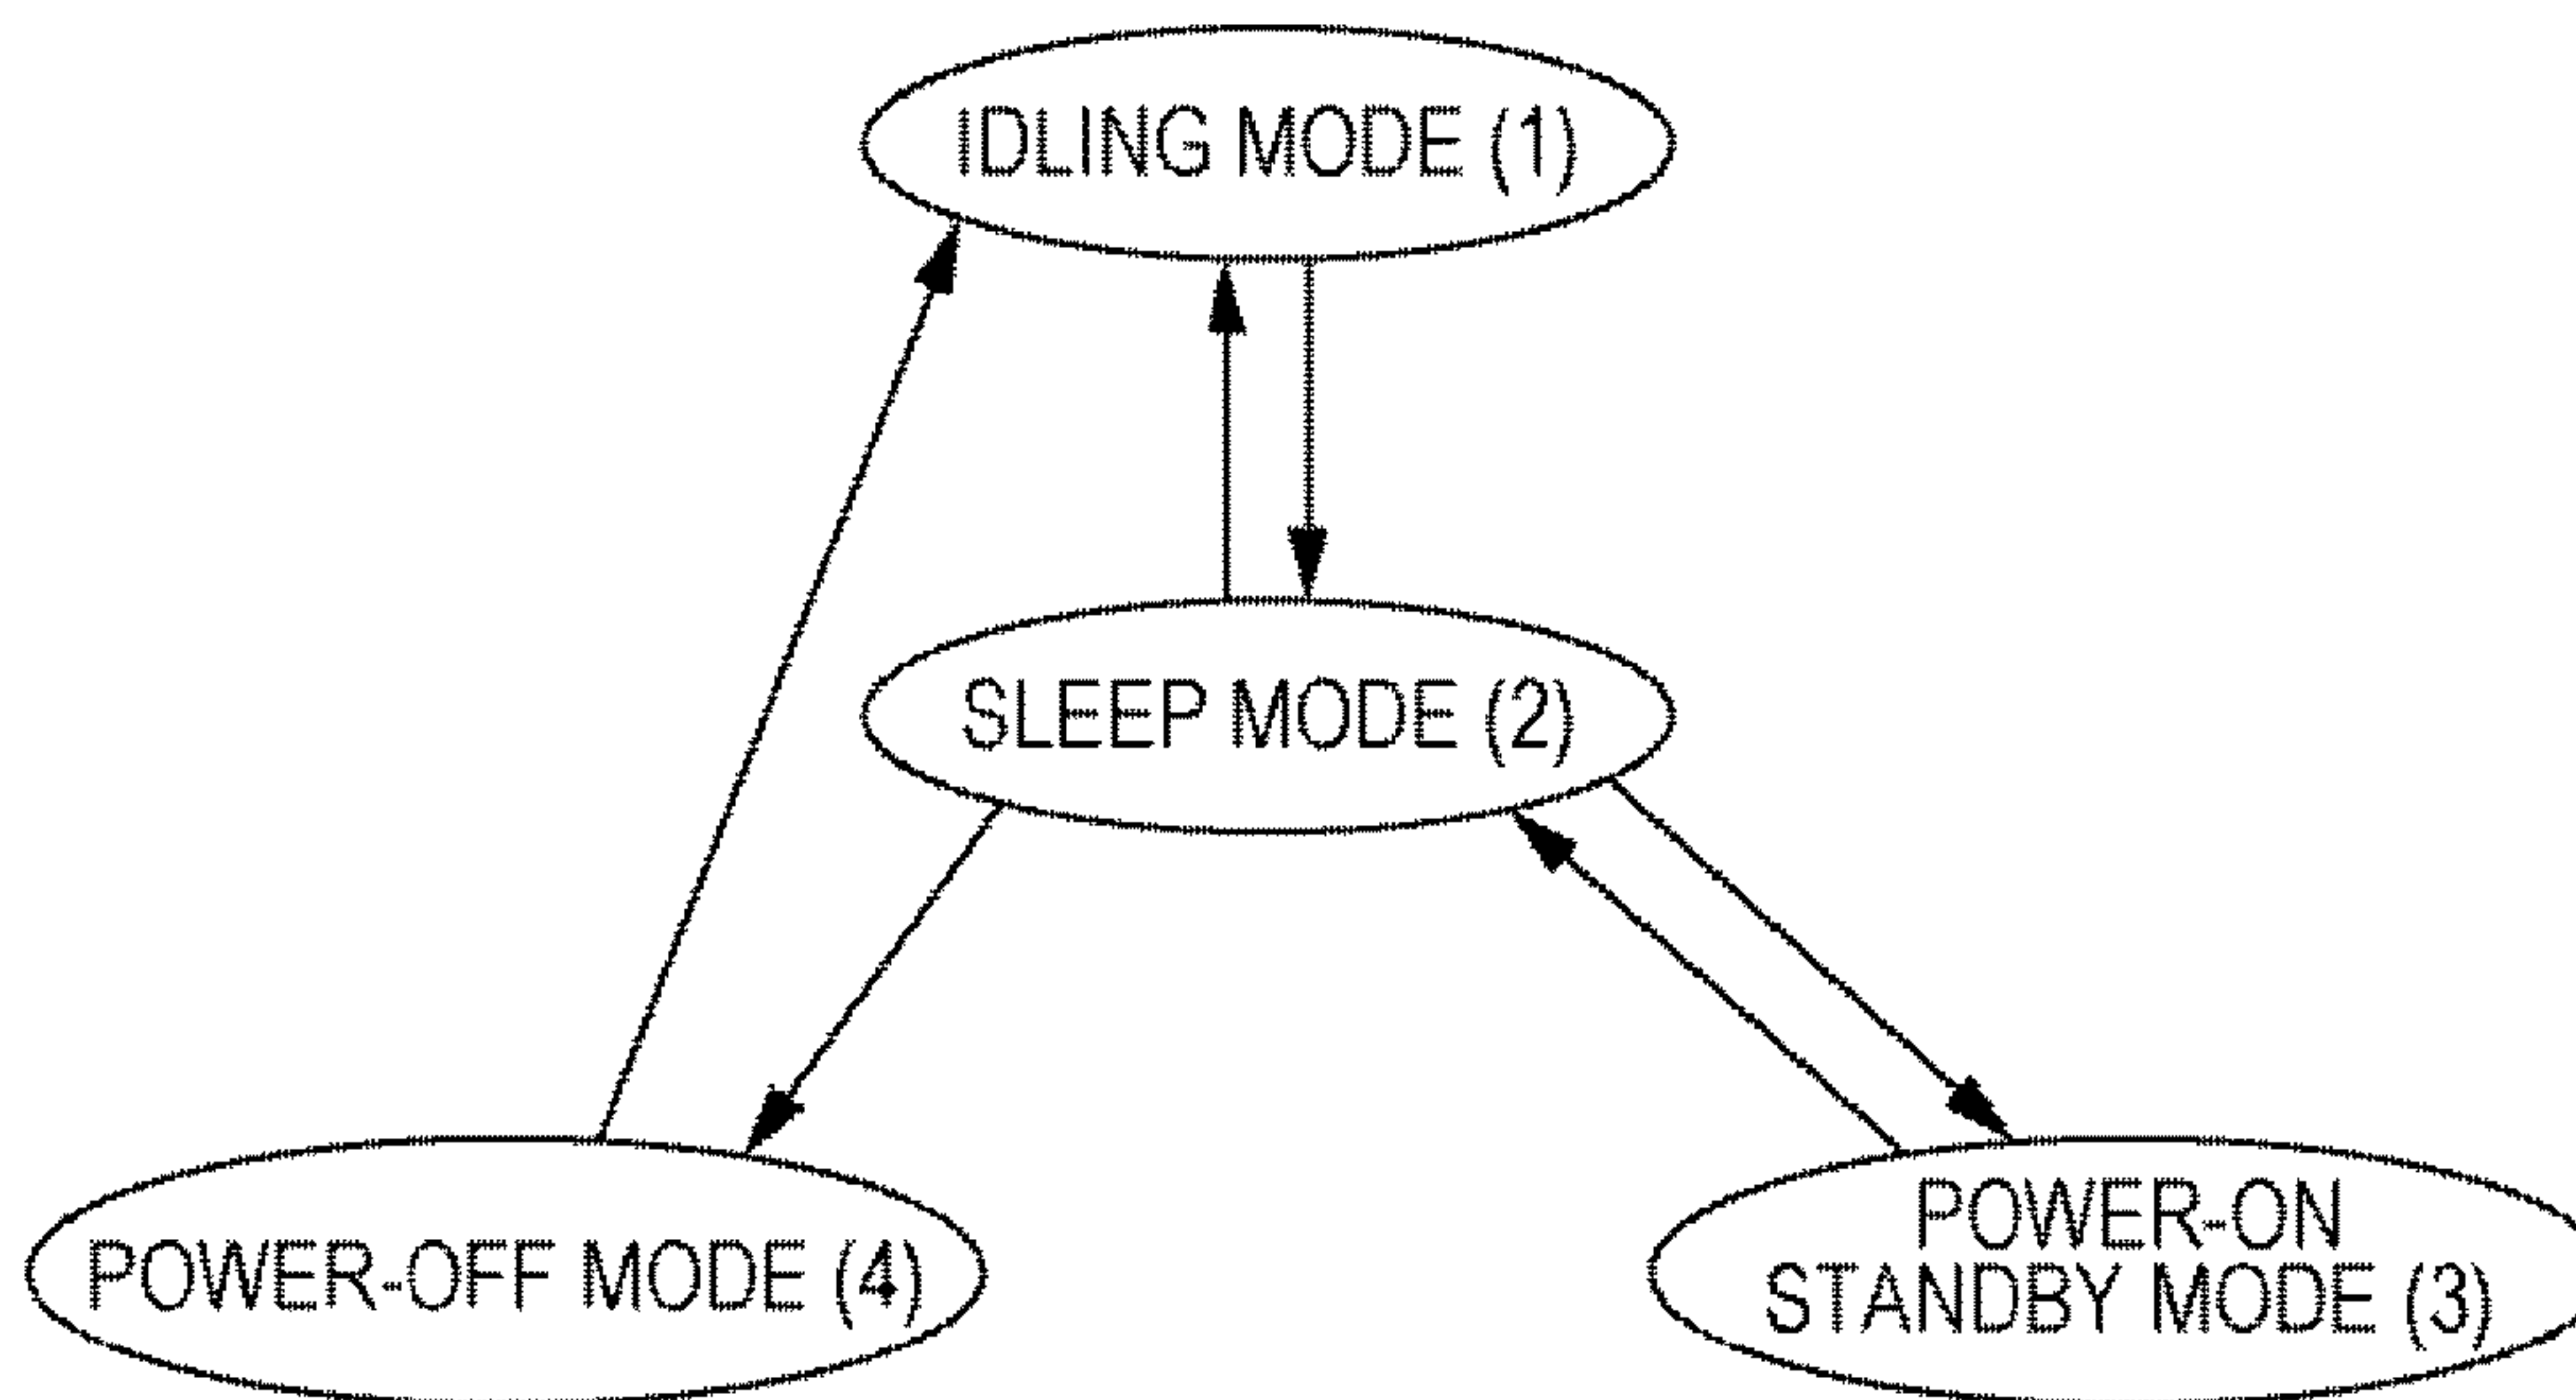 IDLING MODE (1)
SLEEP MODE (2)
POWER-OFF MODE (4)
POWER-ON
STANDBY MODE (3)